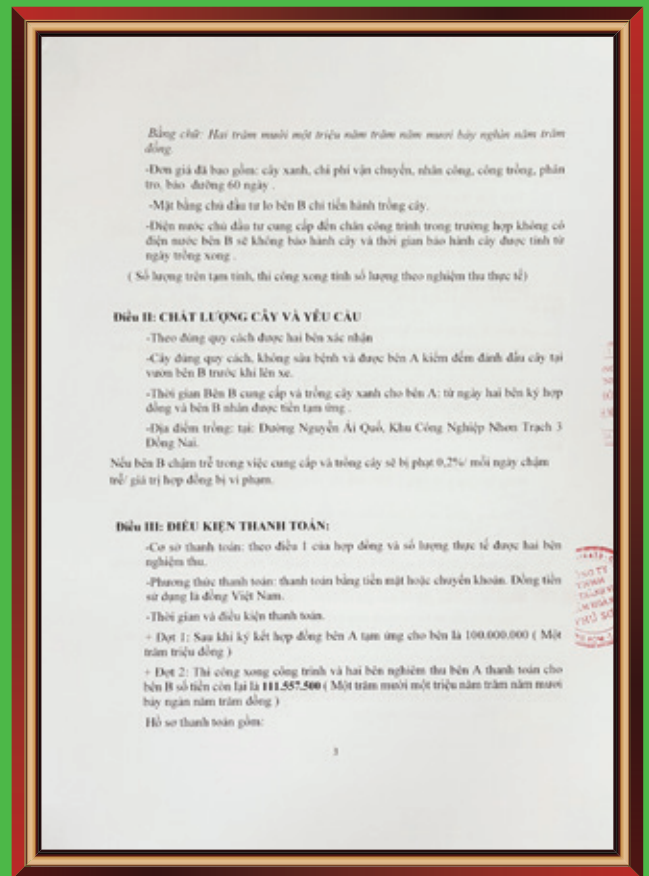 Bằng chữ: Hai trăm mười một triệu năm trăm năm mươi bảy nghìn năm trăm
đồng.
-Đơn giá đã bao gồm: cây xanh, chi phí vận chuyển, nhân công, công trồng, phân
tro, bảo dưỡng 60 ngày .
-Mặt bằng chủ đầu tư lo bên B chỉ tiến hành trồng cây.
-Điện nước chủ đầu tư cung cấp đến chân công trình trong trường hợp không có
điện nước bên B sẽ không bảo hành cây và thời gian bảo hành cây được tính từ
ngày trồng xong .
( Số lượng trên tạm tính, thi công xong tính số lượng theo nghiệm thu thực tế)
Điều II: CHẤT LƯỢNG CÂY VÀ YÊU CẦU
-Theo đúng quy cách được hai bên xác nhận
-Cây đúng quy cách, không sâu bệnh và được bên A kiểm đếm đánh dấu cây tại
vườn bên B trước khi lên xe.
-Thời gian Bên B cung cấp và trồng cây xanh cho bên A: từ ngày hai bên ký hợp
đồng và bên B nhận được tiền tạm ứng .
-Địa điểm trồng: tại: Đường Nguyễn Ái Quố, Khu Công Nghiệp Nhơn Trạch 3
Đồng Nai.
Nếu bên B chậm trễ trong việc cung cấp và trồng cây sẽ bị phạt 0,2%/ mỗi ngày chậm
trễ/ giá trị hợp đồng bị vi phạm.
Điều III: ĐIỀU KIỆN THANH TOÁN:
-Cơ sở thanh toán: theo điều 1 của hợp đồng và số lượng thực tế được hai bên
nghiệm thu.
-Phương thức thanh toán: thanh toán bằng tiền mặt hoặc chuyển khoản. Đồng tiền
sử dụng là đồng Việt Nam.
-Thời gian và điều kiện thanh toán.
+ Đợt 1: Sau khi ký kết hợp đồng bên A tạm ứng cho bên là 100.000.000 ( Một
trăm triệu đồng )
+ Đợt 2: Thi công xong công trình và hai bên nghiệm thu bên A thanh toán cho
bên B số tiền còn lại là 111.557.500 ( Một trăm mười một triệu năm trăm năm mươi
bảy ngàn năm trăm đồng )
Hồ sơ thanh toán gồm:
3